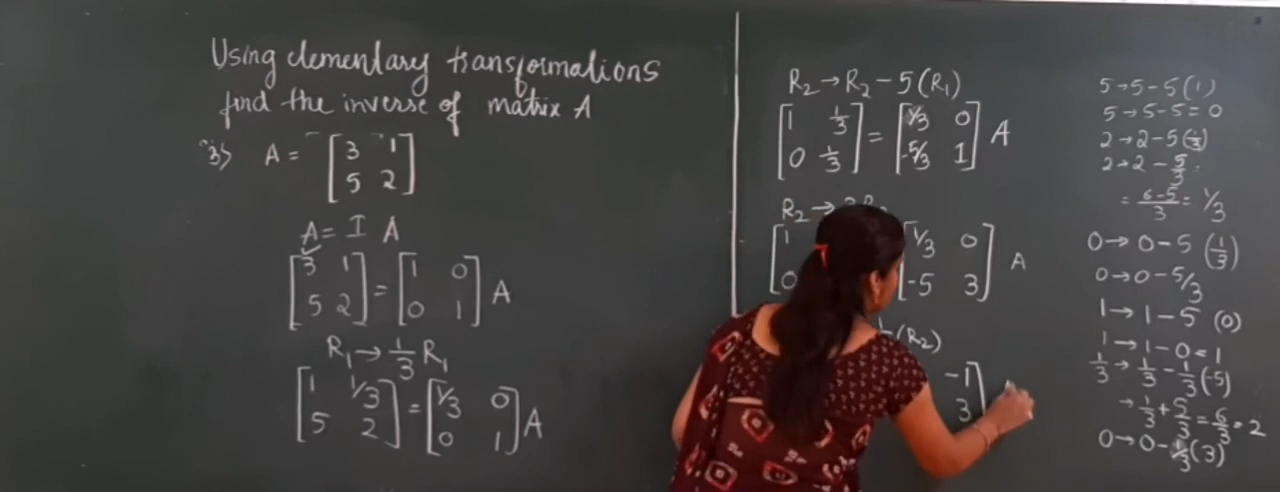 Using elementary transformations
find the inverse of matrix A
3) A = [3 1
5 2]
A = I A
[3 1 = [1 0 A
5 2] 0 1]
R₁ → 1/3 R₁
[1 1/3 = [1/3 0 A
5 2] 0 1]
R₂ → R₂ - 5(R₁)
[1 1/3 = [1/3 0 A
0 1/3] -5/3 1]
R₂ →
[1 [1/3 0 A
0 -5 3]
(R₂)
-1
3]
5 → 5 - 5(1)
5 → 5 - 5 = 0
2 → 2 - 5(1/3)
2 → 2 - 5/3
= 6-5/3 = 1/3
0 → 0 - 5 (1/3)
0 → 0 - 5/3
1 → 1 - 5 (0)
1 → 1 - 0 = 1
1/3 → 1/3 - 1/3(-5)
→ 1/3 + 5/3 = 6/3 = 2
0 → 0 - 1/3(3)